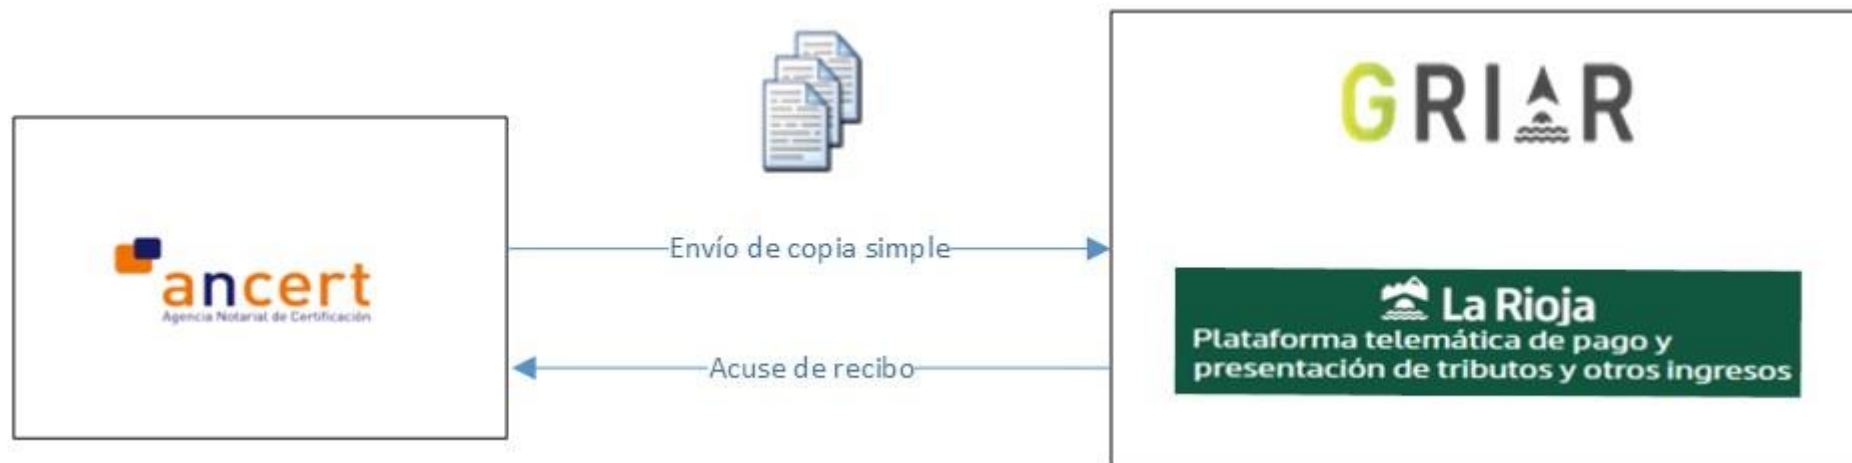 GRIAR
ancert
Agencia Notarial de Certificación
Envío de copia simple
Acuse de recibo
La Rioja
Plataforma telemática de pago y
presentación de tributos y otros ingresos